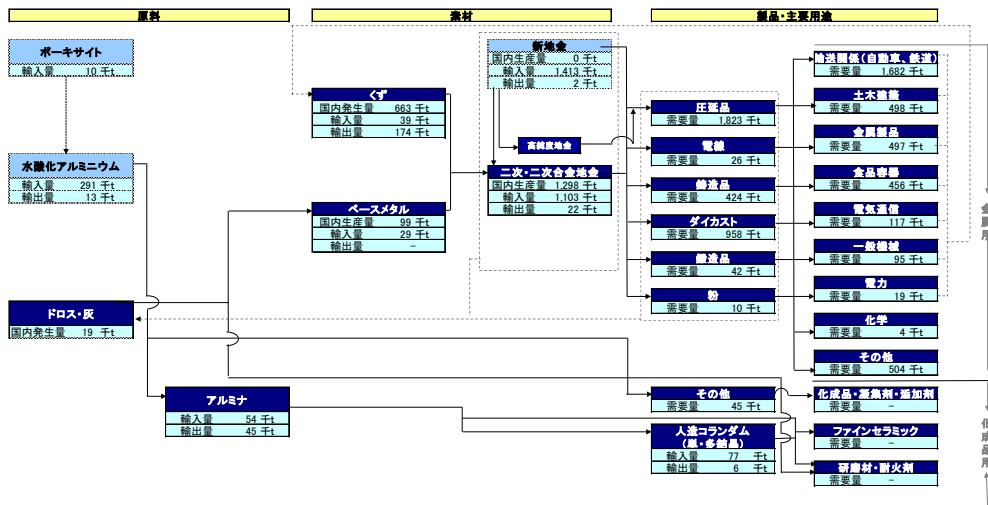 原料
素材
製品・主要用途
ボーキサイト
輸入量 10 千t
水酸化アルミニウム
輸入量 291 千t
輸出量 13 千t
ドロス・灰
国内発生量 19 千t
アルミナ
輸入量 54 千t
輸出量 45 千t
くず
国内発生量 663 千t
輸入量 39 千t
輸出量 174 千t
ベースメタル
国内生産量 99 千t
輸入量 29 千t
輸出量 -
新地金
国内生産量 0 千t
輸入量 1,413 千t
輸出量 2 千t
高純度地金
二次・二次合金地金
国内生産量 1,298 千t
輸入量 1,103 千t
輸出量 22 千t
圧延品
需要量 1,823 千t
電線
需要量 26 千t
鋳造品
需要量 424 千t
ダイカスト
需要量 958 千t
鍛造品
需要量 42 千t
粉
需要量 10 千t
その他
需要量 45 千t
人造コランダム
(単・多結晶)
輸入量 77 千t
輸出量 6 千t
輸送関係(自動車、鉄道)
需要量 1,682 千t
土木建築
需要量 498 千t
金属製品
需要量 497 千t
食品容器
需要量 456 千t
電気通信
需要量 117 千t
一般機械
需要量 95 千t
電力
需要量 19 千t
化学
需要量 4 千t
その他
需要量 504 千t
化成品・凝集剤・添加剤
需要量 -
ファインセラミック
需要量 -
研磨材・耐火剤
需要量 -
金属用
化成品用